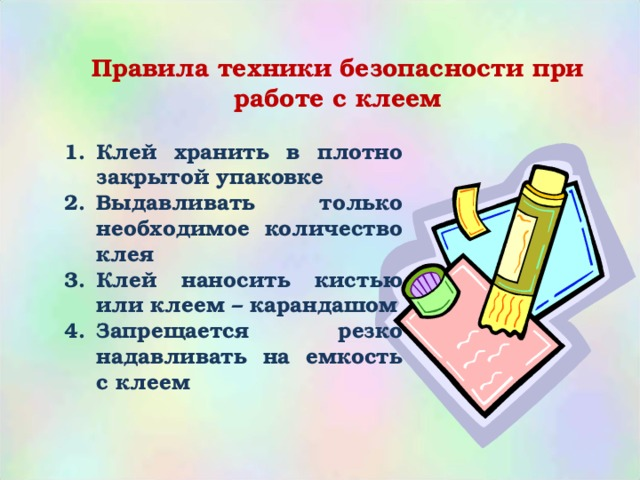 Правила техники безопасности при
работе с клеем
1. Клей хранить в плотно
закрытой упаковке
2. Выдавливать только
необходимое количество
клея
3. Клей наносить кистью
или клеем – карандашом
4. Запрещается резко
надавливать на емкость
с клеем